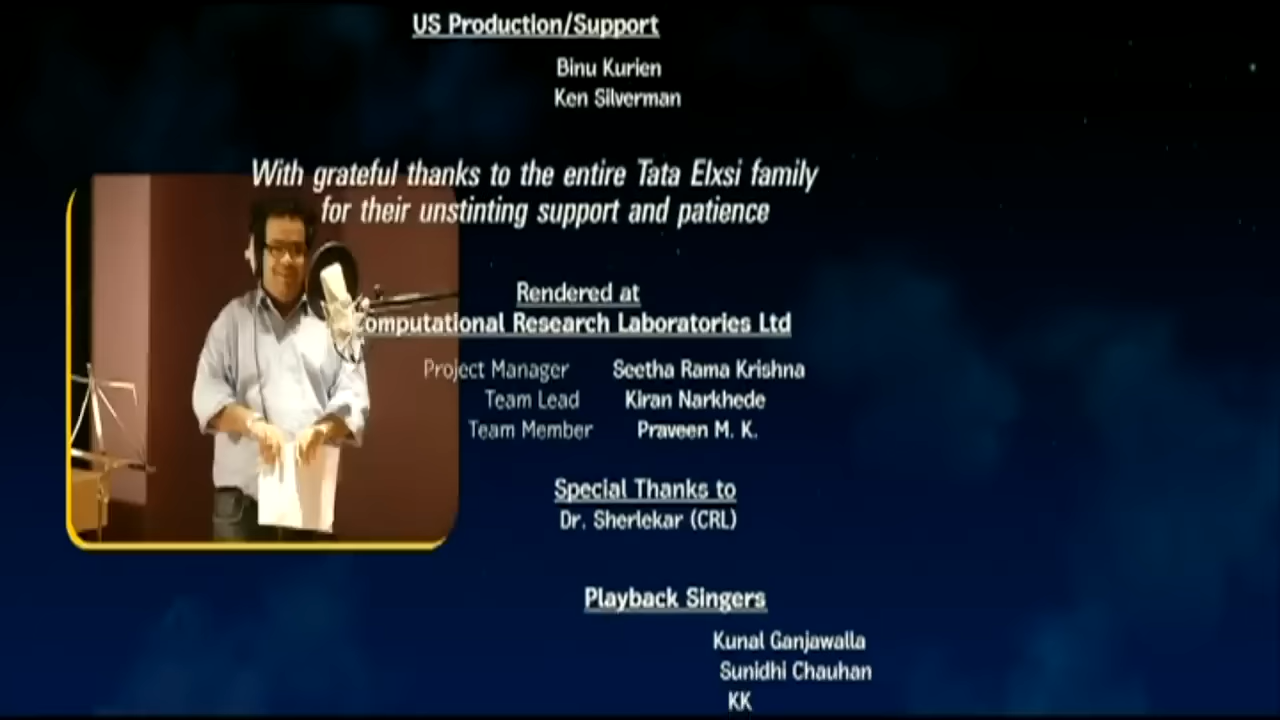 US Production/Support
Binu Kurien
Ken Silverman
With grateful thanks to the entire Tata Elxsi family
for their unstinting support and patience
Rendered at
Computational Research Laboratories Ltd
Project Manager Seetha Rama Krishna
Team Lead Kiran Narkhede
Team Member Praveen M. K.
Special Thanks to
Dr. Sherlekar (CRL)
Playback Singers
Kunal Ganjawalla
Sunidhi Chauhan
KK